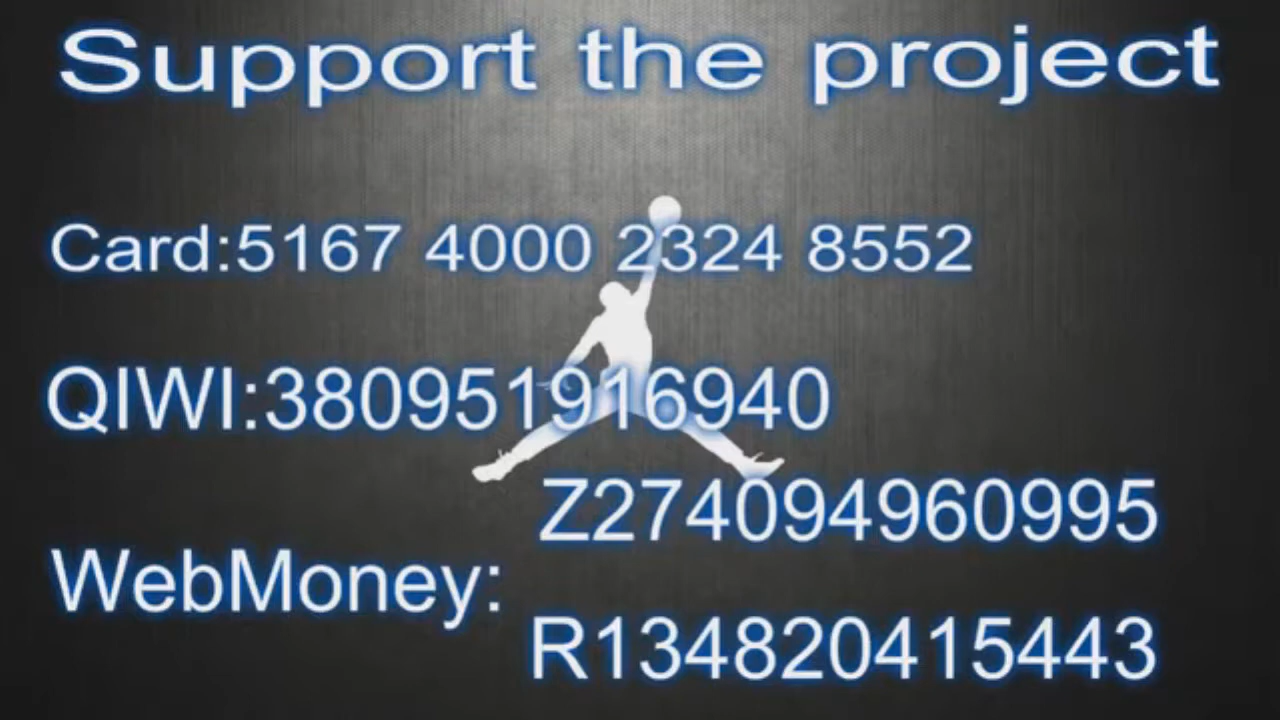 Support the project
Card:5167 4000 2324 8552
QIWI:380951916940
Z274094960995
WebMoney:
R134820415443